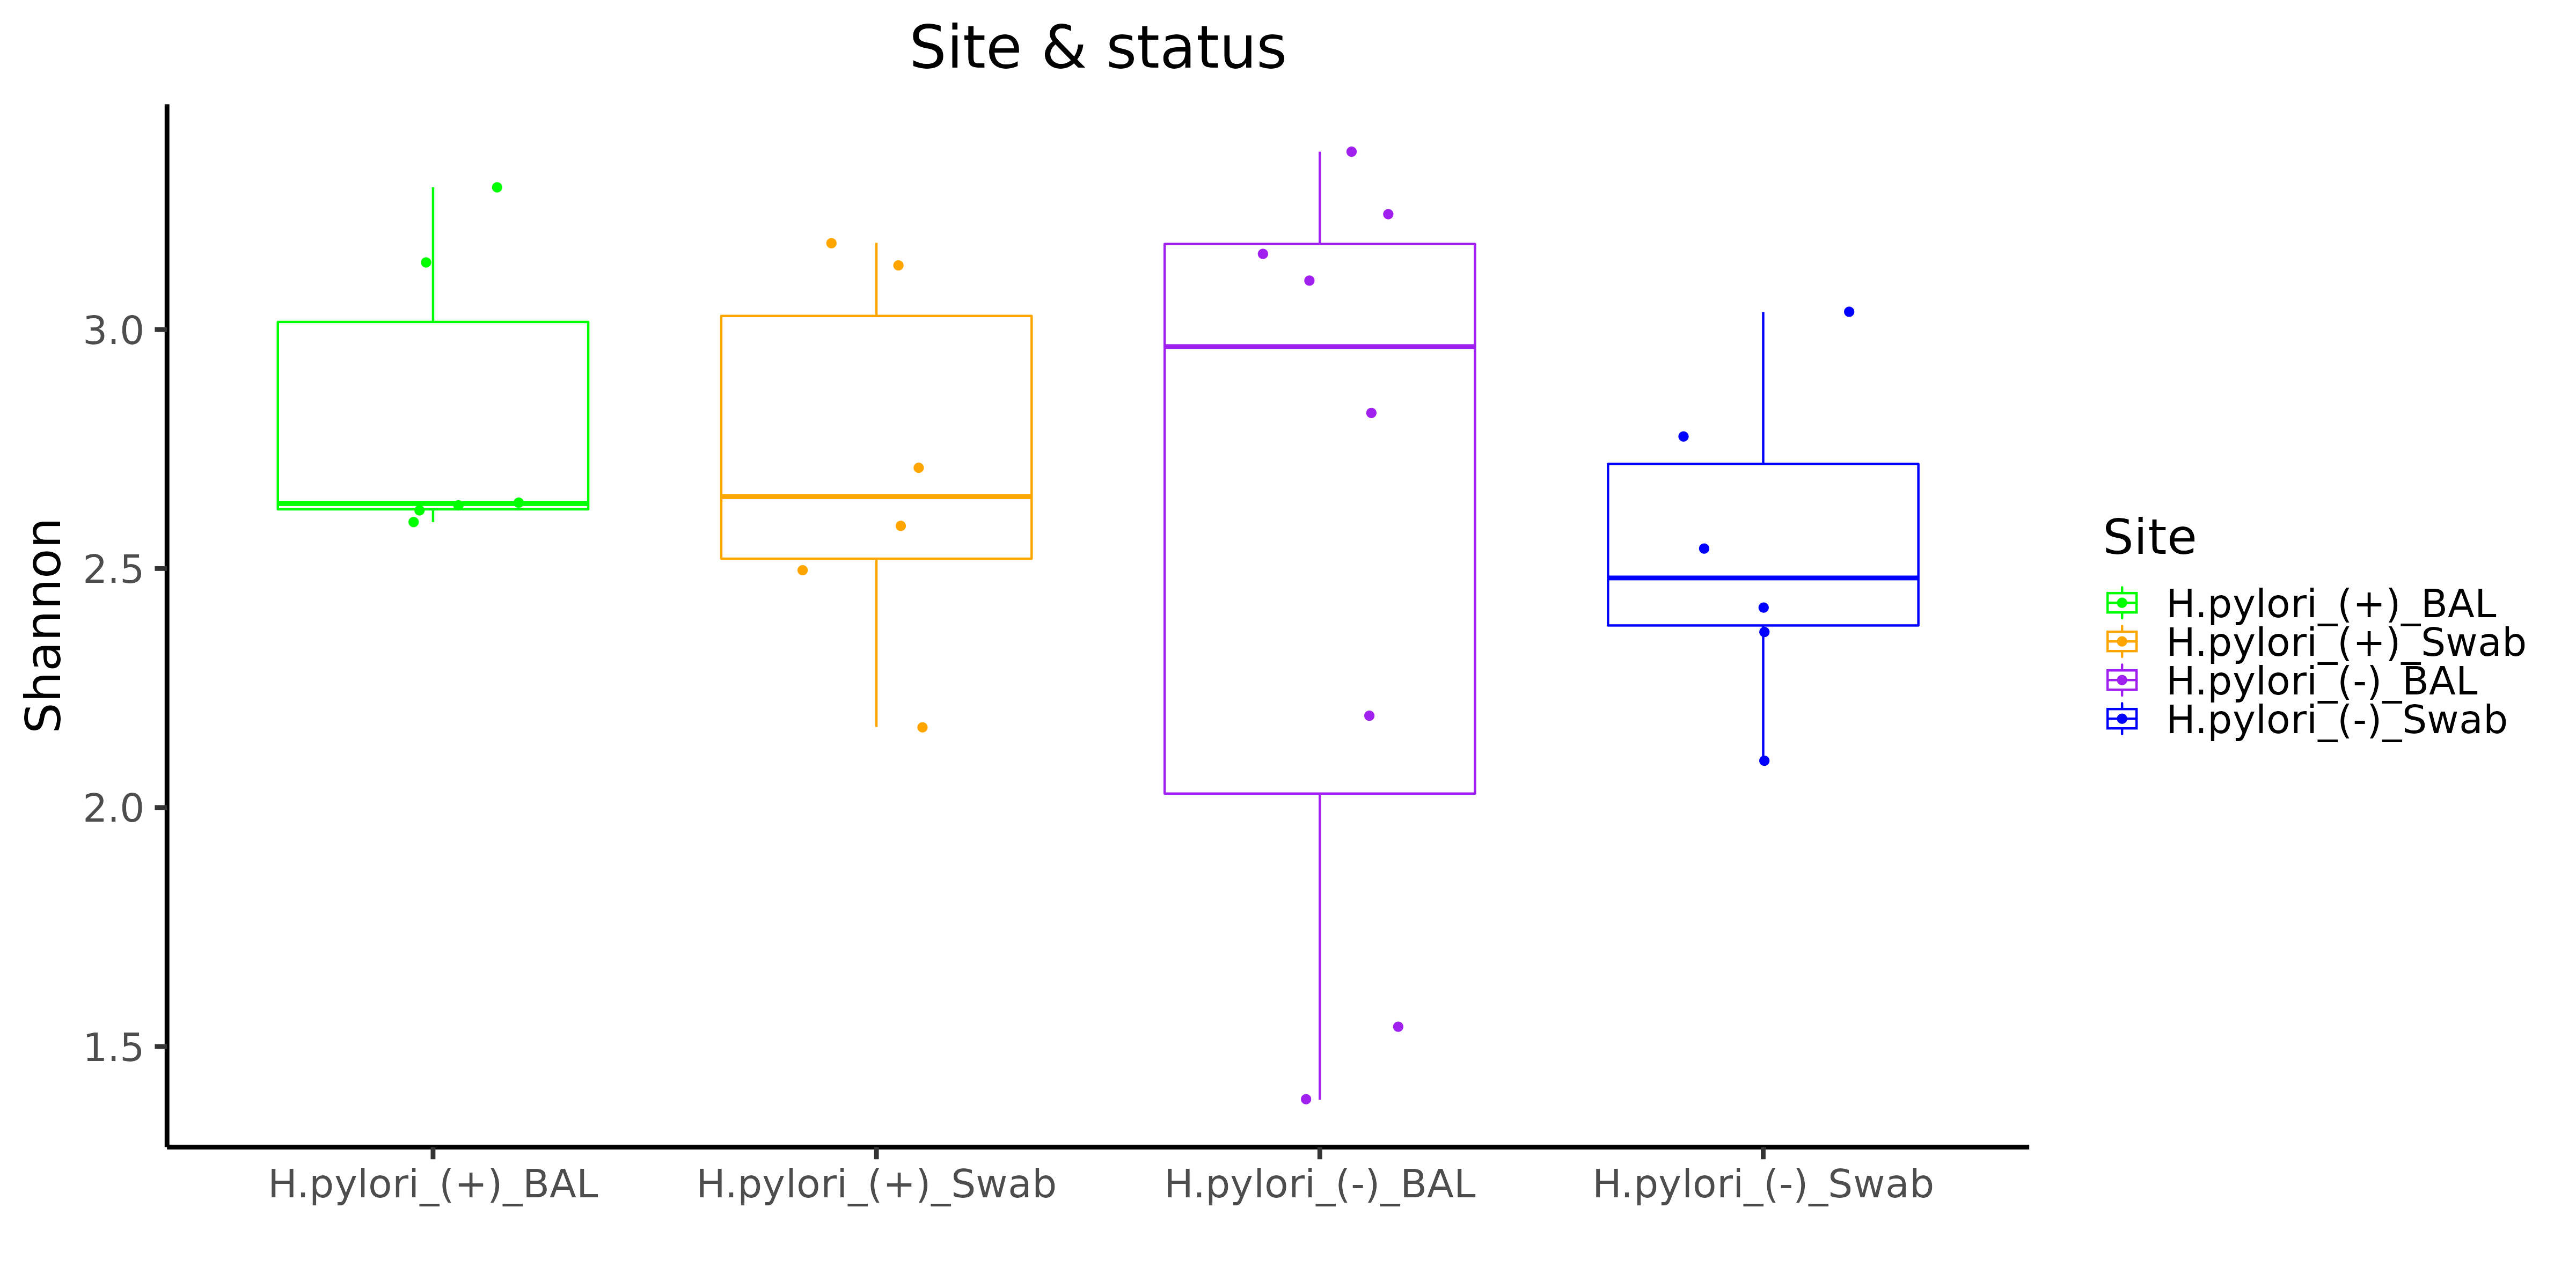 Site & status
Shannon
3.0
2.5
2.0
1.5
H.pylori_(+)_BAL
H.pylori_(+)_Swab
H.pylori_(-)_BAL
H.pylori_(-)_Swab
Site
H.pylori_(+)_BAL
H.pylori_(+)_Swab
H.pylori_(-)_BAL
H.pylori_(-)_Swab